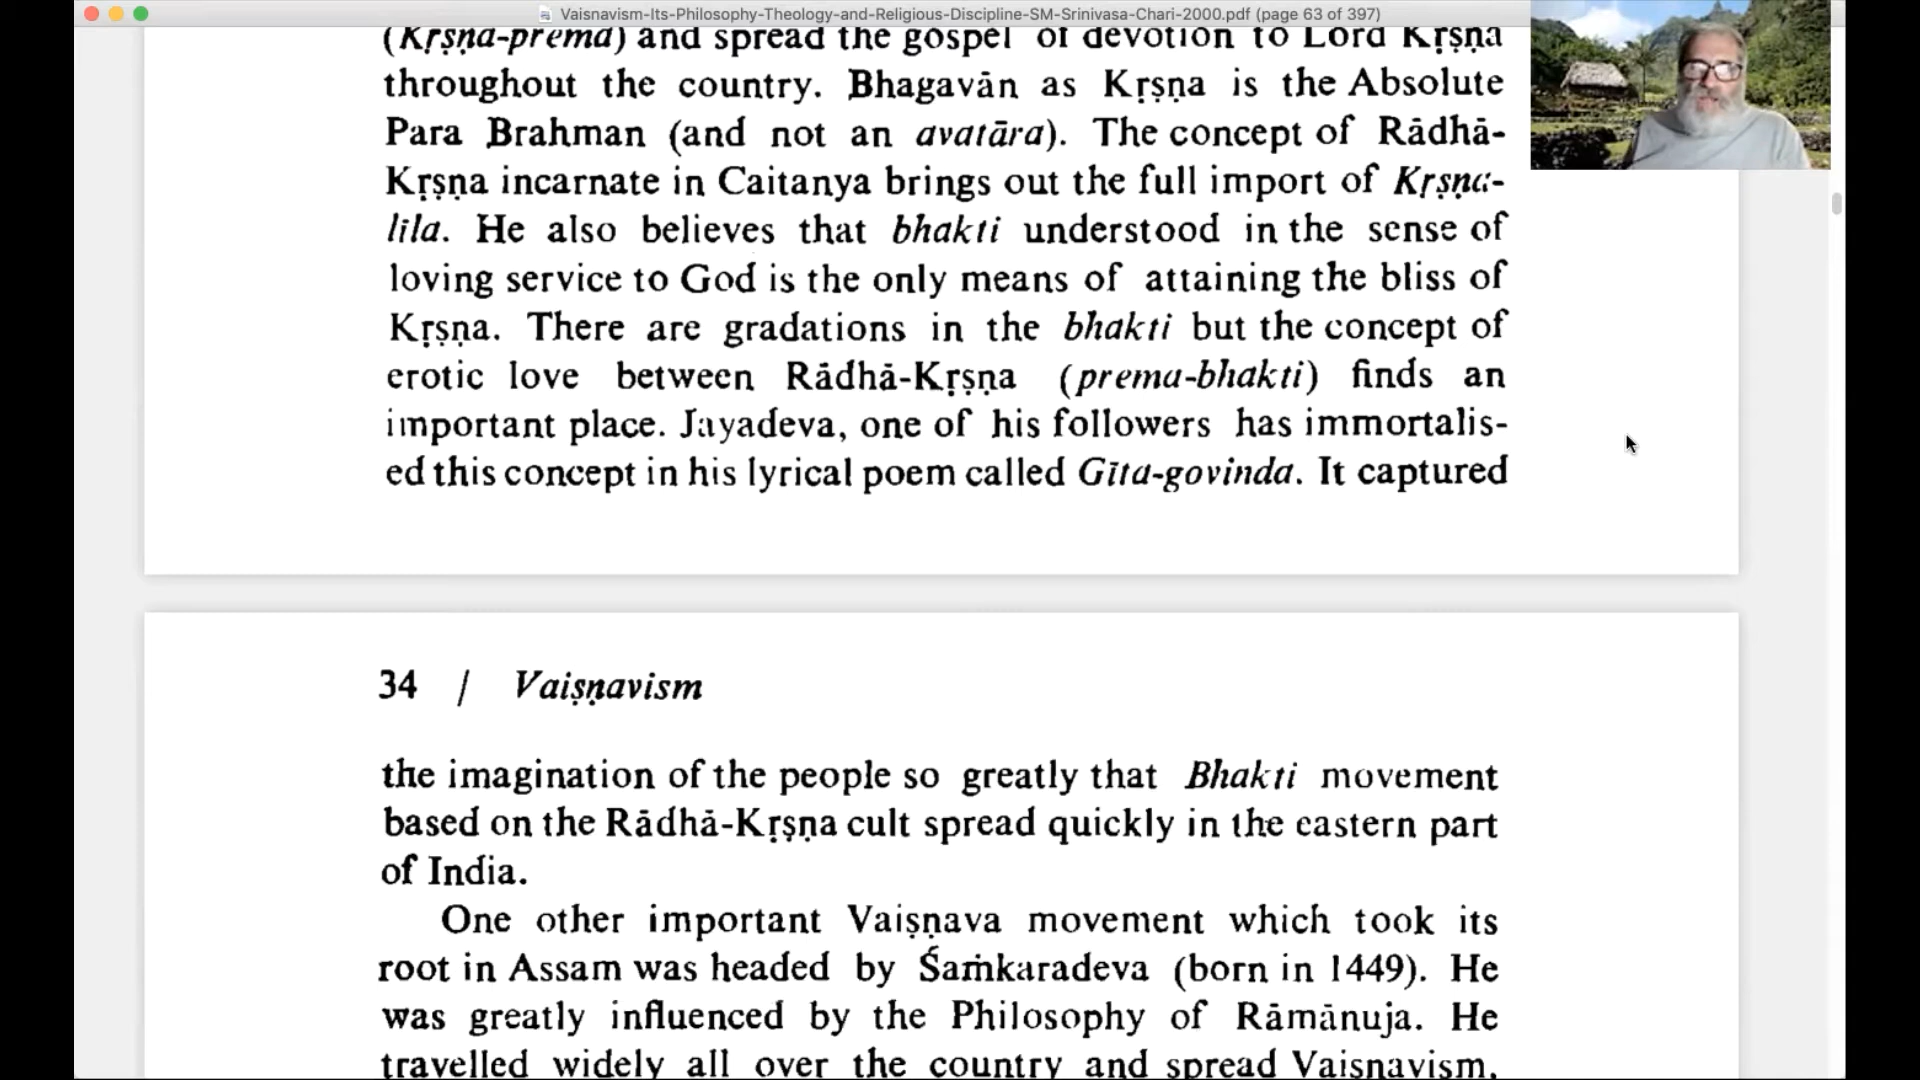 Vaisnavism-Its-Philosophy-Theology-and-Religious-Discipline-SM-Srinivasa-Chari-2000.pdf (page 63 of 397)
(Kṛṣṇa-prema) and spread the gospel of devotion to Lord Kṛṣṇa
throughout the country. Bhagavān as Kṛṣṇa is the Absolute
Para Brahman (and not an avatāra). The concept of Rādhā-
Kṛṣṇa incarnate in Caitanya brings out the full import of Kṛṣṇa-
lila. He also believes that bhakti understood in the sense of
loving service to God is the only means of attaining the bliss of
Kṛṣṇa. There are gradations in the bhakti but the concept of
erotic love between Rādhā-Kṛṣṇa (prema-bhakti) finds an
important place. Jayadeva, one of his followers has immortalis-
ed this concept in his lyrical poem called Gīta-govinda. It captured
34 / Vaiṣṇavism
the imagination of the people so greatly that Bhakti movement
based on the Rādhā-Kṛṣṇa cult spread quickly in the eastern part
of India.
One other important Vaiṣṇava movement which took its
root in Assam was headed by Śaṁkaradeva (born in 1449). He
was greatly influenced by the Philosophy of Rāmānuja. He
travelled widely all over the country and spread Vaiṣṇavism.